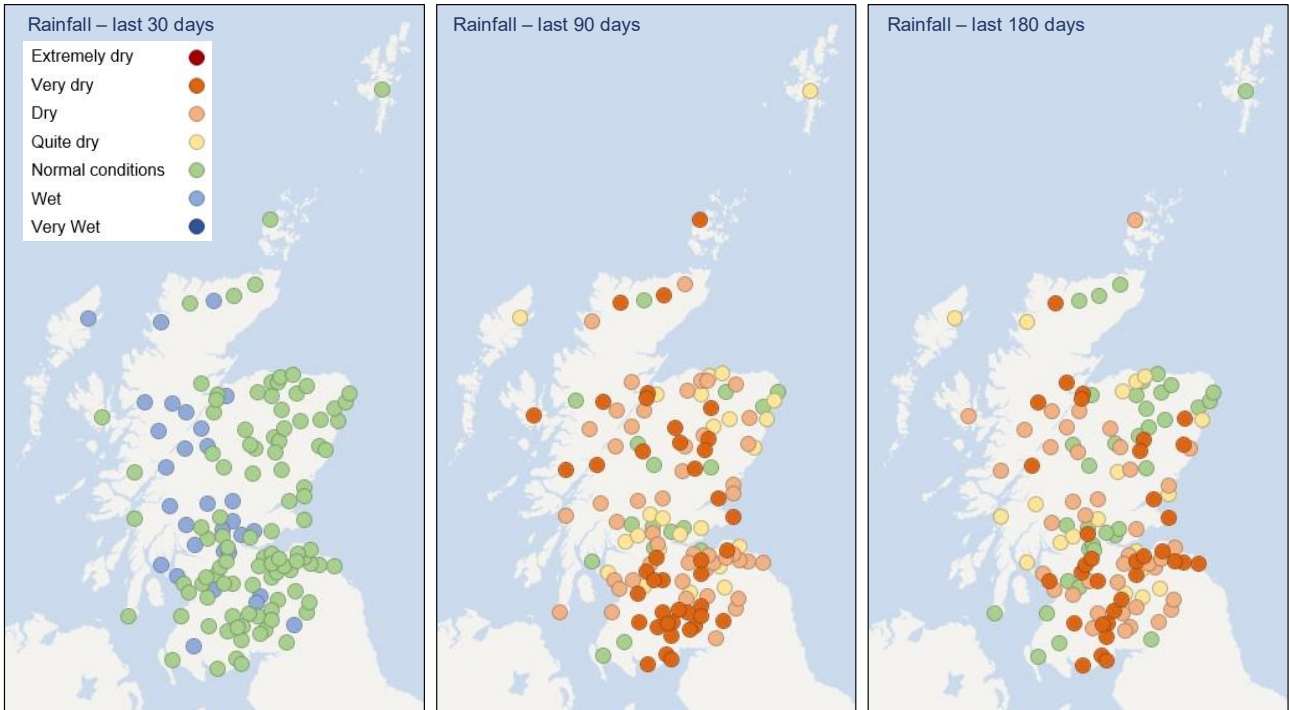 Rainfall – last 30 days
Extremely dry
Very dry
Dry
Quite dry
Normal conditions
Wet
Very Wet
Rainfall – last 90 days
Rainfall – last 180 days